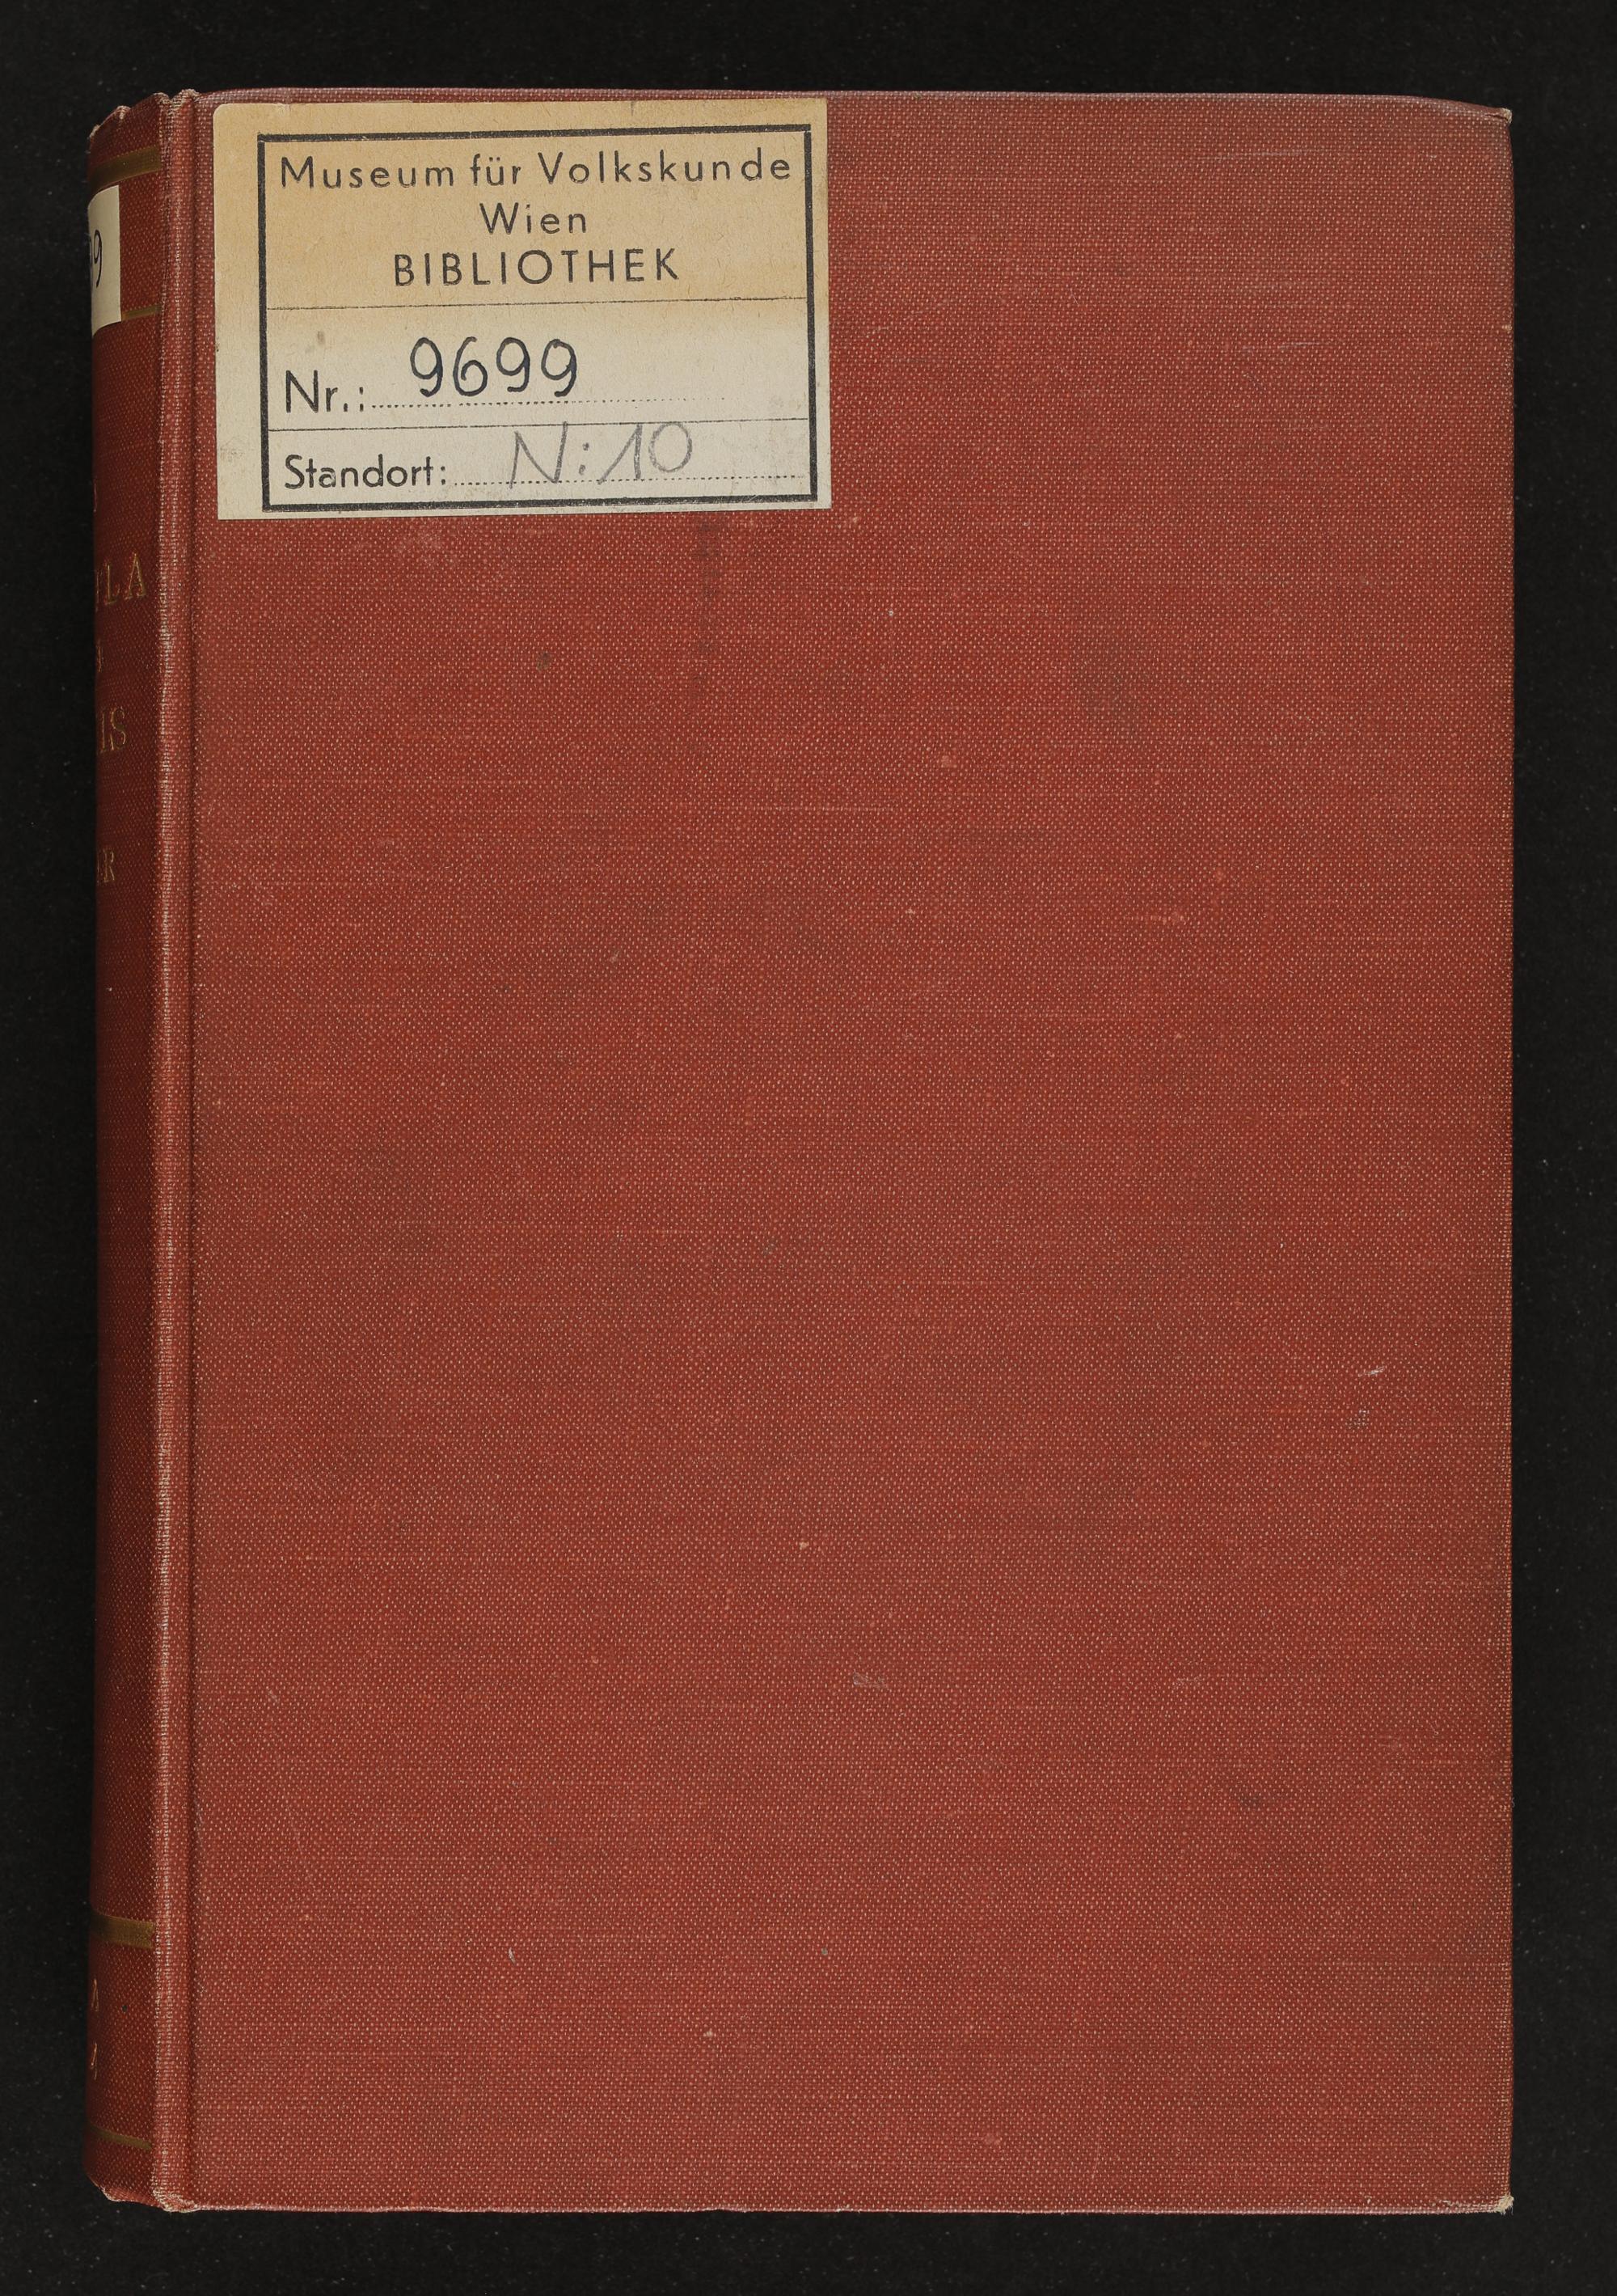 Museum für Volkskunde
Wien
BIBLIOTHEK
Nr.: 9699
Standort: N:10